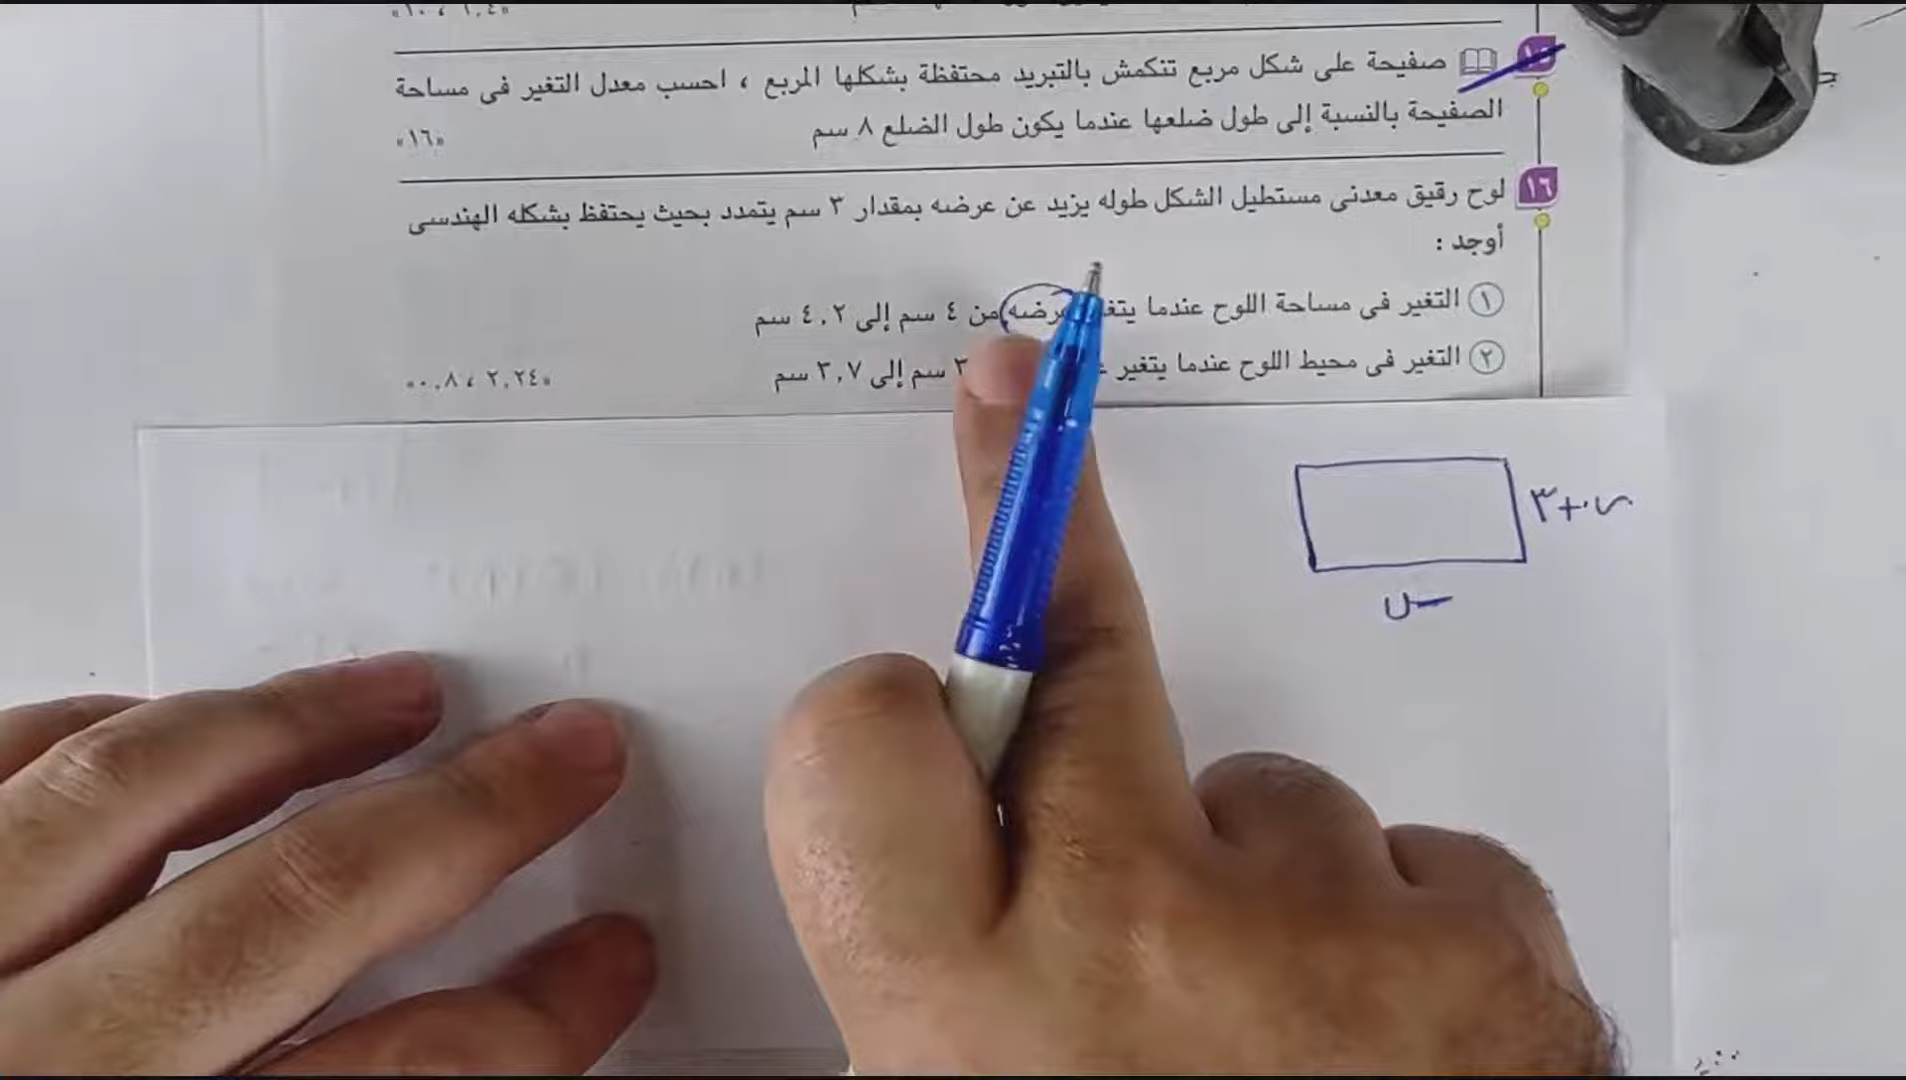 ١٥ صفيحة على شكل مربع تنكمش بالتبريد محتفظة بشكلها المربع ، احسب معدل التغير فى مساحة
الصفيحة بالنسبة إلى طول ضلعها عندما يكون طول الضلع ٨ سم «١٦»
١٦ لوح رقيق معدنى مستطيل الشكل طوله يزيد عن عرضه بمقدار ٣ سم يتمدد بحيث يحتفظ بشكله الهندسى
أوجد :
١ التغير فى مساحة اللوح عندما يتغير عرضه من ٤ سم إلى ٤,٢ سم
٢ التغير فى محيط اللوح عندما يتغير ٣ سم إلى ٣,٧ سم «٢,٢٤ ، ٠,٨»
س + ٣
س